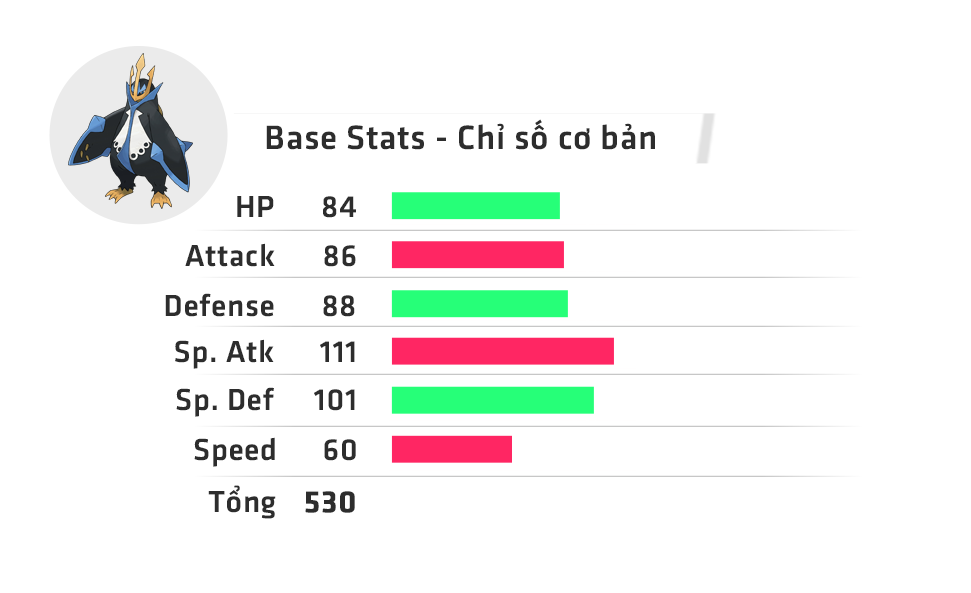 Base Stats - Chỉ số cơ bản
HP 84
Attack 86
Defense 88
Sp. Atk 111
Sp. Def 101
Speed 60
Tổng 530